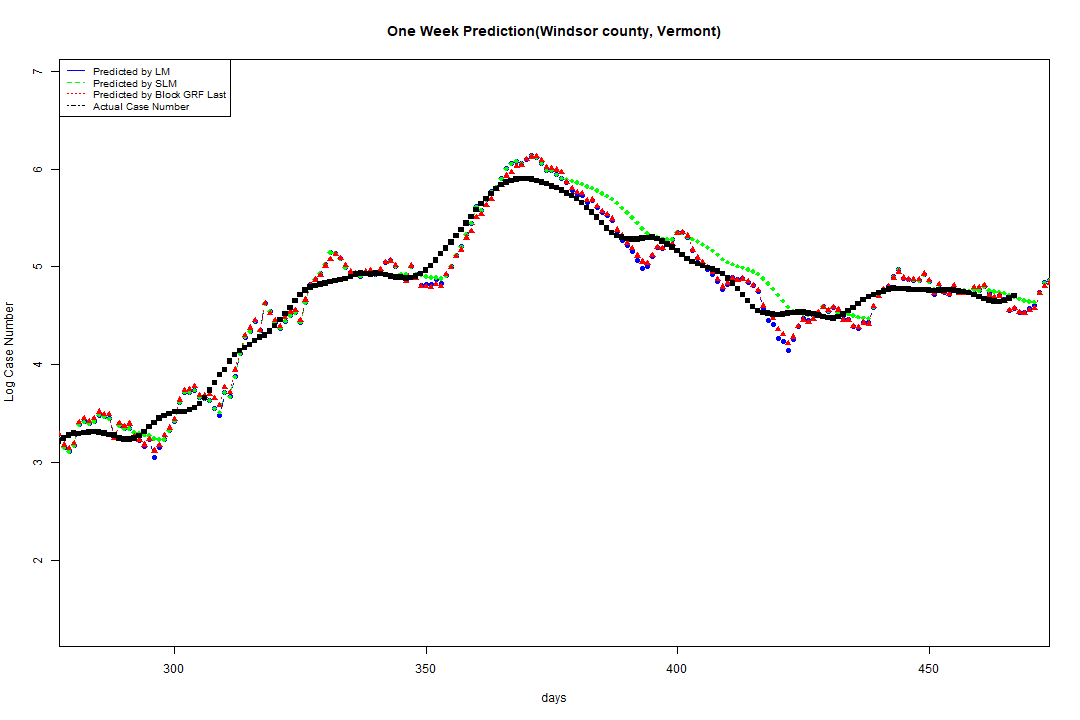 One Week Prediction(Windsor county, Vermont)
Predicted by LM
Predicted by SLM
Predicted by Block GRF Last
Actual Case Number
7
6
5
4
3
2
Log Case Number
300 350 400 450
days